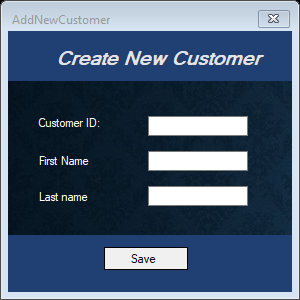 AddNewCustomer
Create New Customer
Customer ID:
First Name
Last name
Save